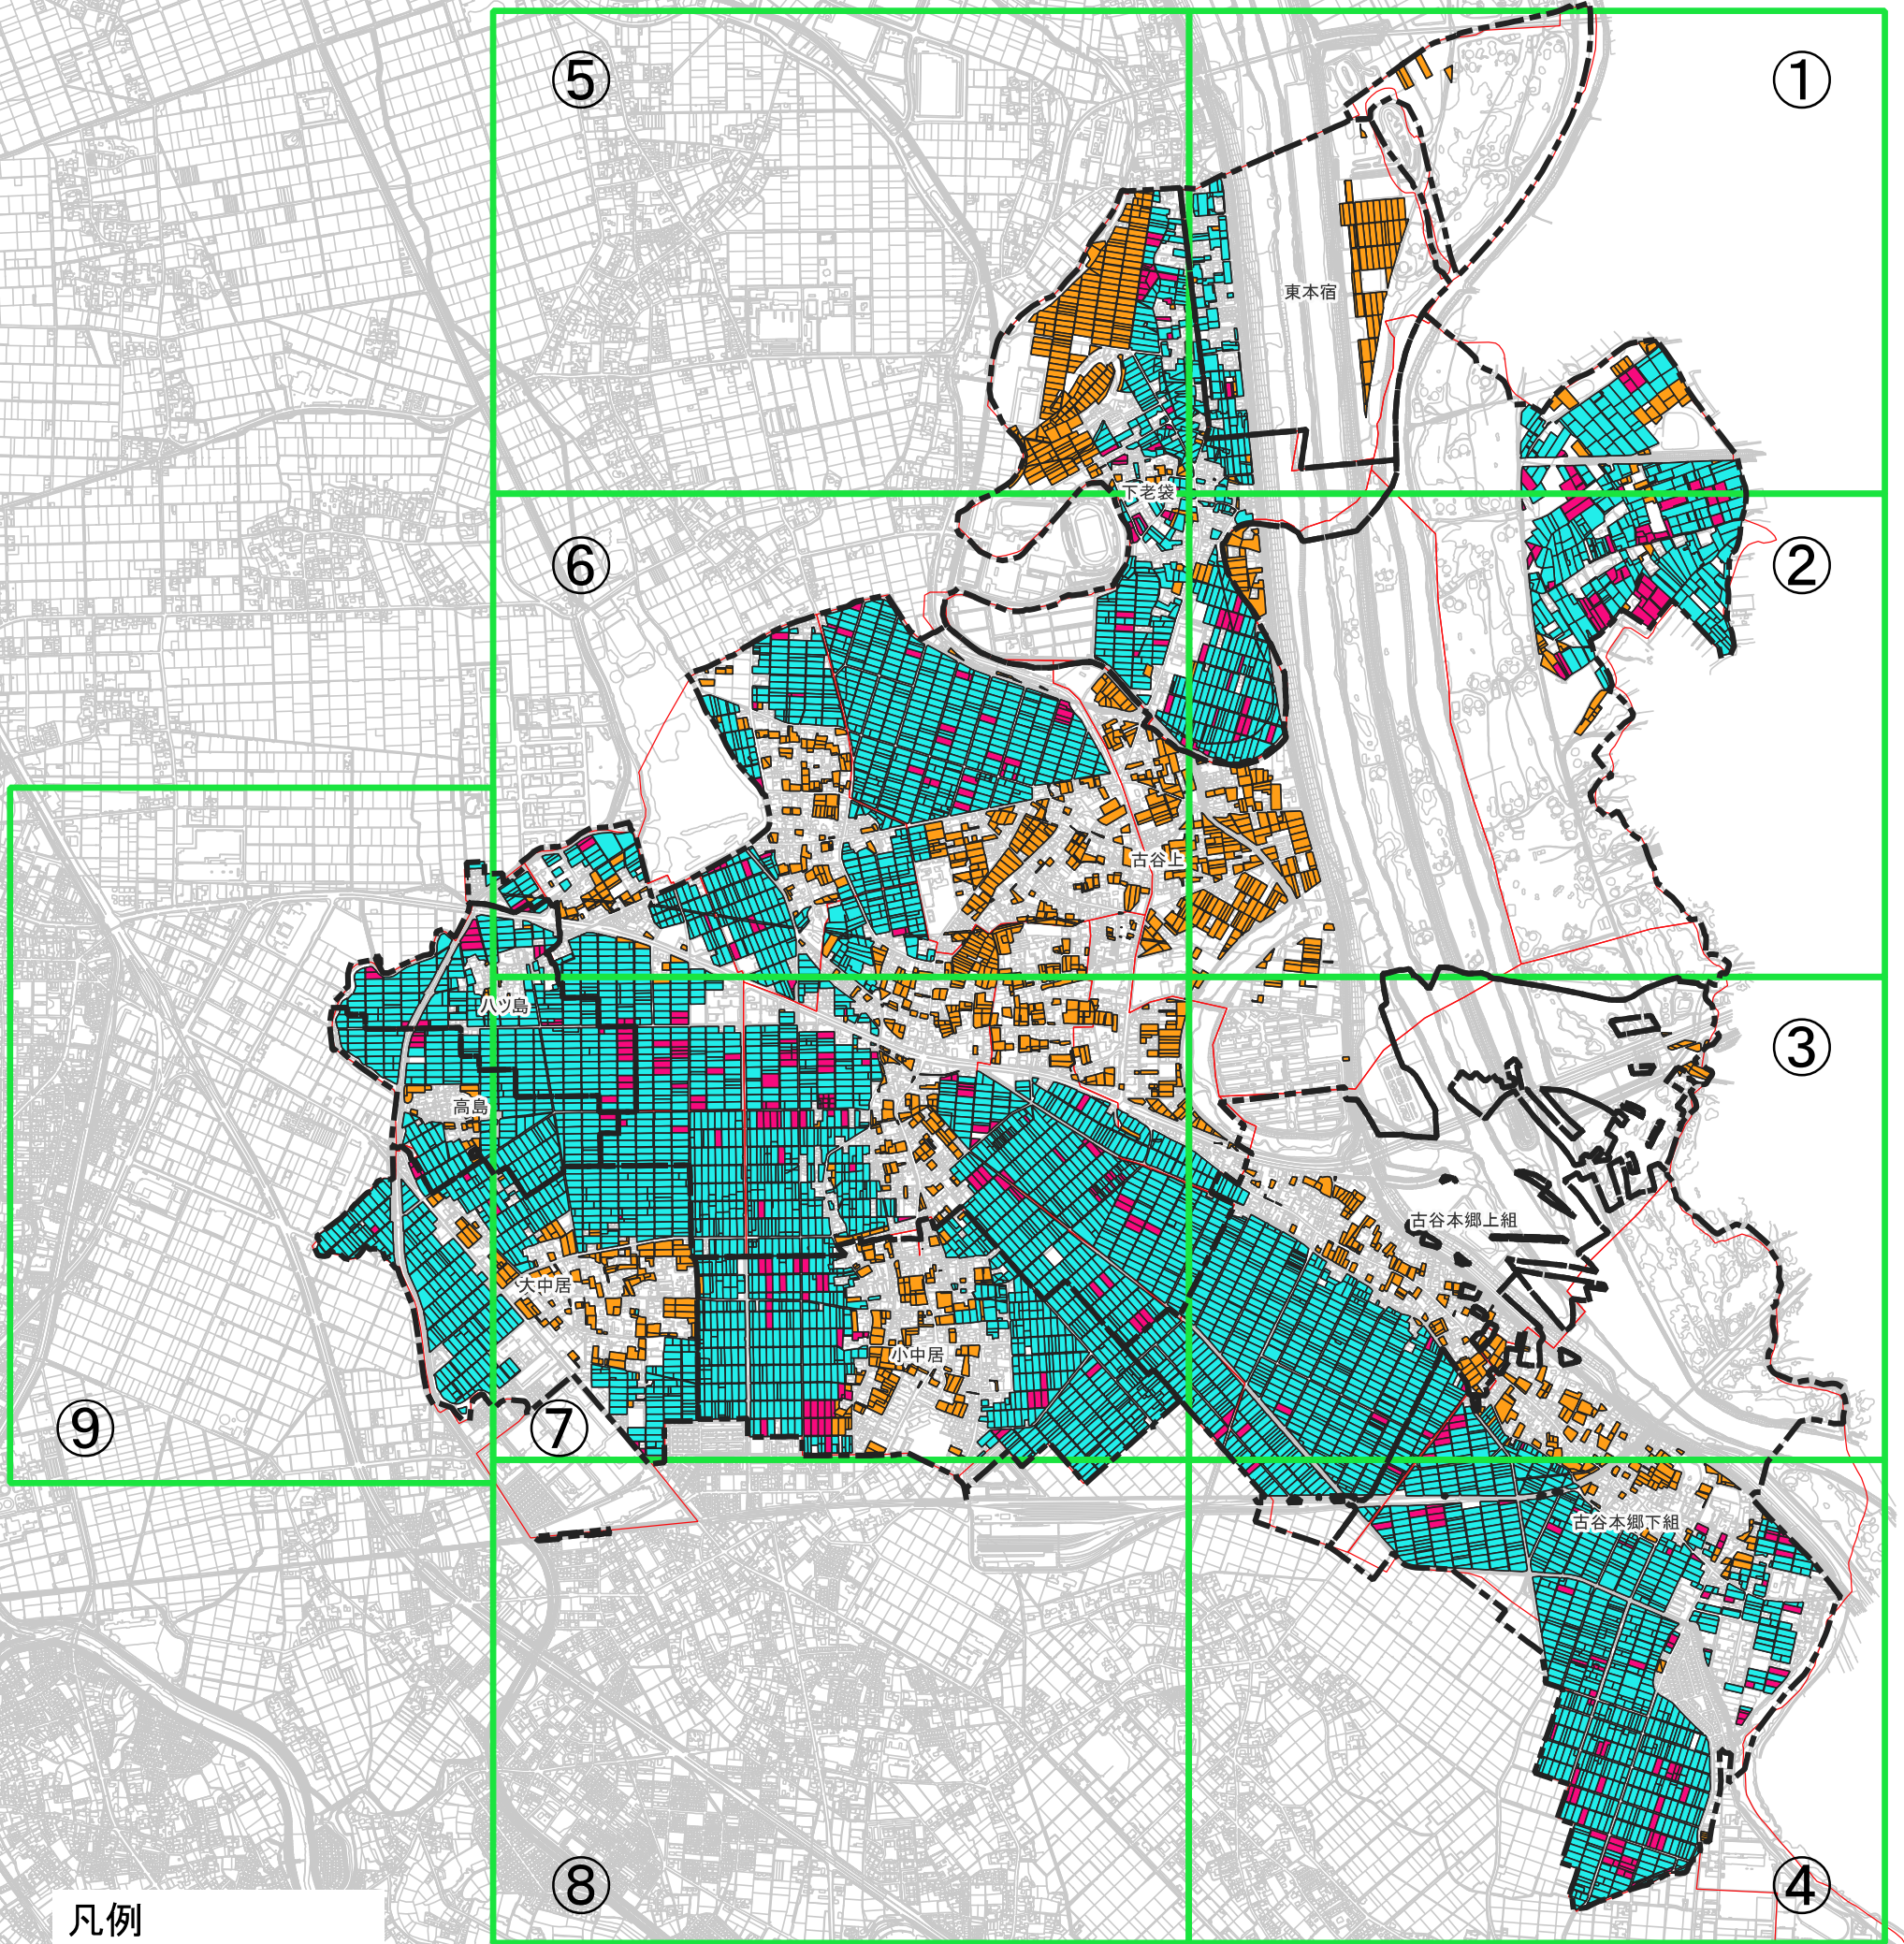 ⑤
①
東本宿
下老袋
⑥
②
古谷上
八ツ島
③
高島
古谷本郷上組
大中居
小中居
⑨
⑦
古谷本郷下組
⑧
④
凡例